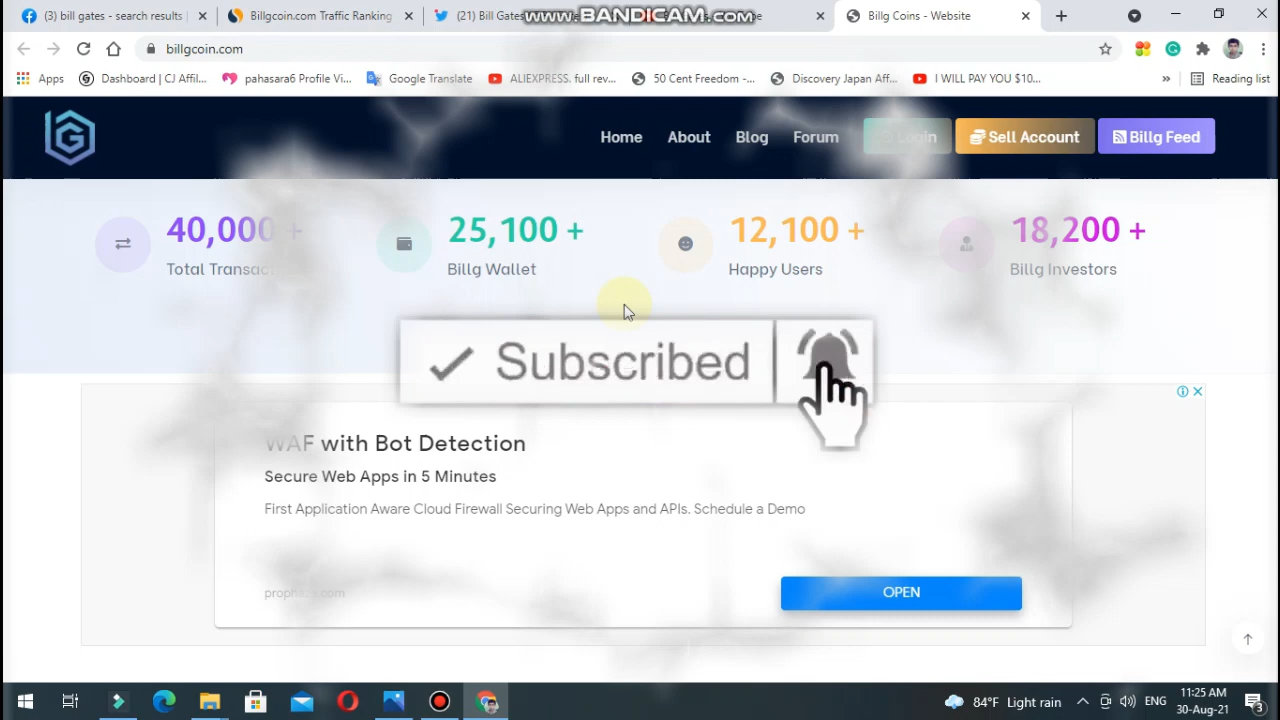 (3) bill gates - search results
Billgcoin.com Traffic Ranking
(21) Bill Gates
www.BANDICAM.com
Billg Coins - Website
billgcoin.com
Apps
Dashboard | CJ Affil...
pahasara6 Profile Vi...
Google Translate
ALIEXPRESS. full rev...
50 Cent Freedom -...
Discovery Japan Aff...
I WILL PAY YOU $10...
»
Reading list
Home
About
Blog
Forum
Login
Sell Account
Billg Feed
40,000 +
25,100 +
12,100 +
18,200 +
Total Transac
Billg Wallet
Happy Users
Billg Investors
Subscribed
WAF with Bot Detection
Secure Web Apps in 5 Minutes
First Application Aware Cloud Firewall Securing Web Apps and APIs. Schedule a Demo
OPEN
84°F Light rain
ENG
11:25 AM
30-Aug-21
3